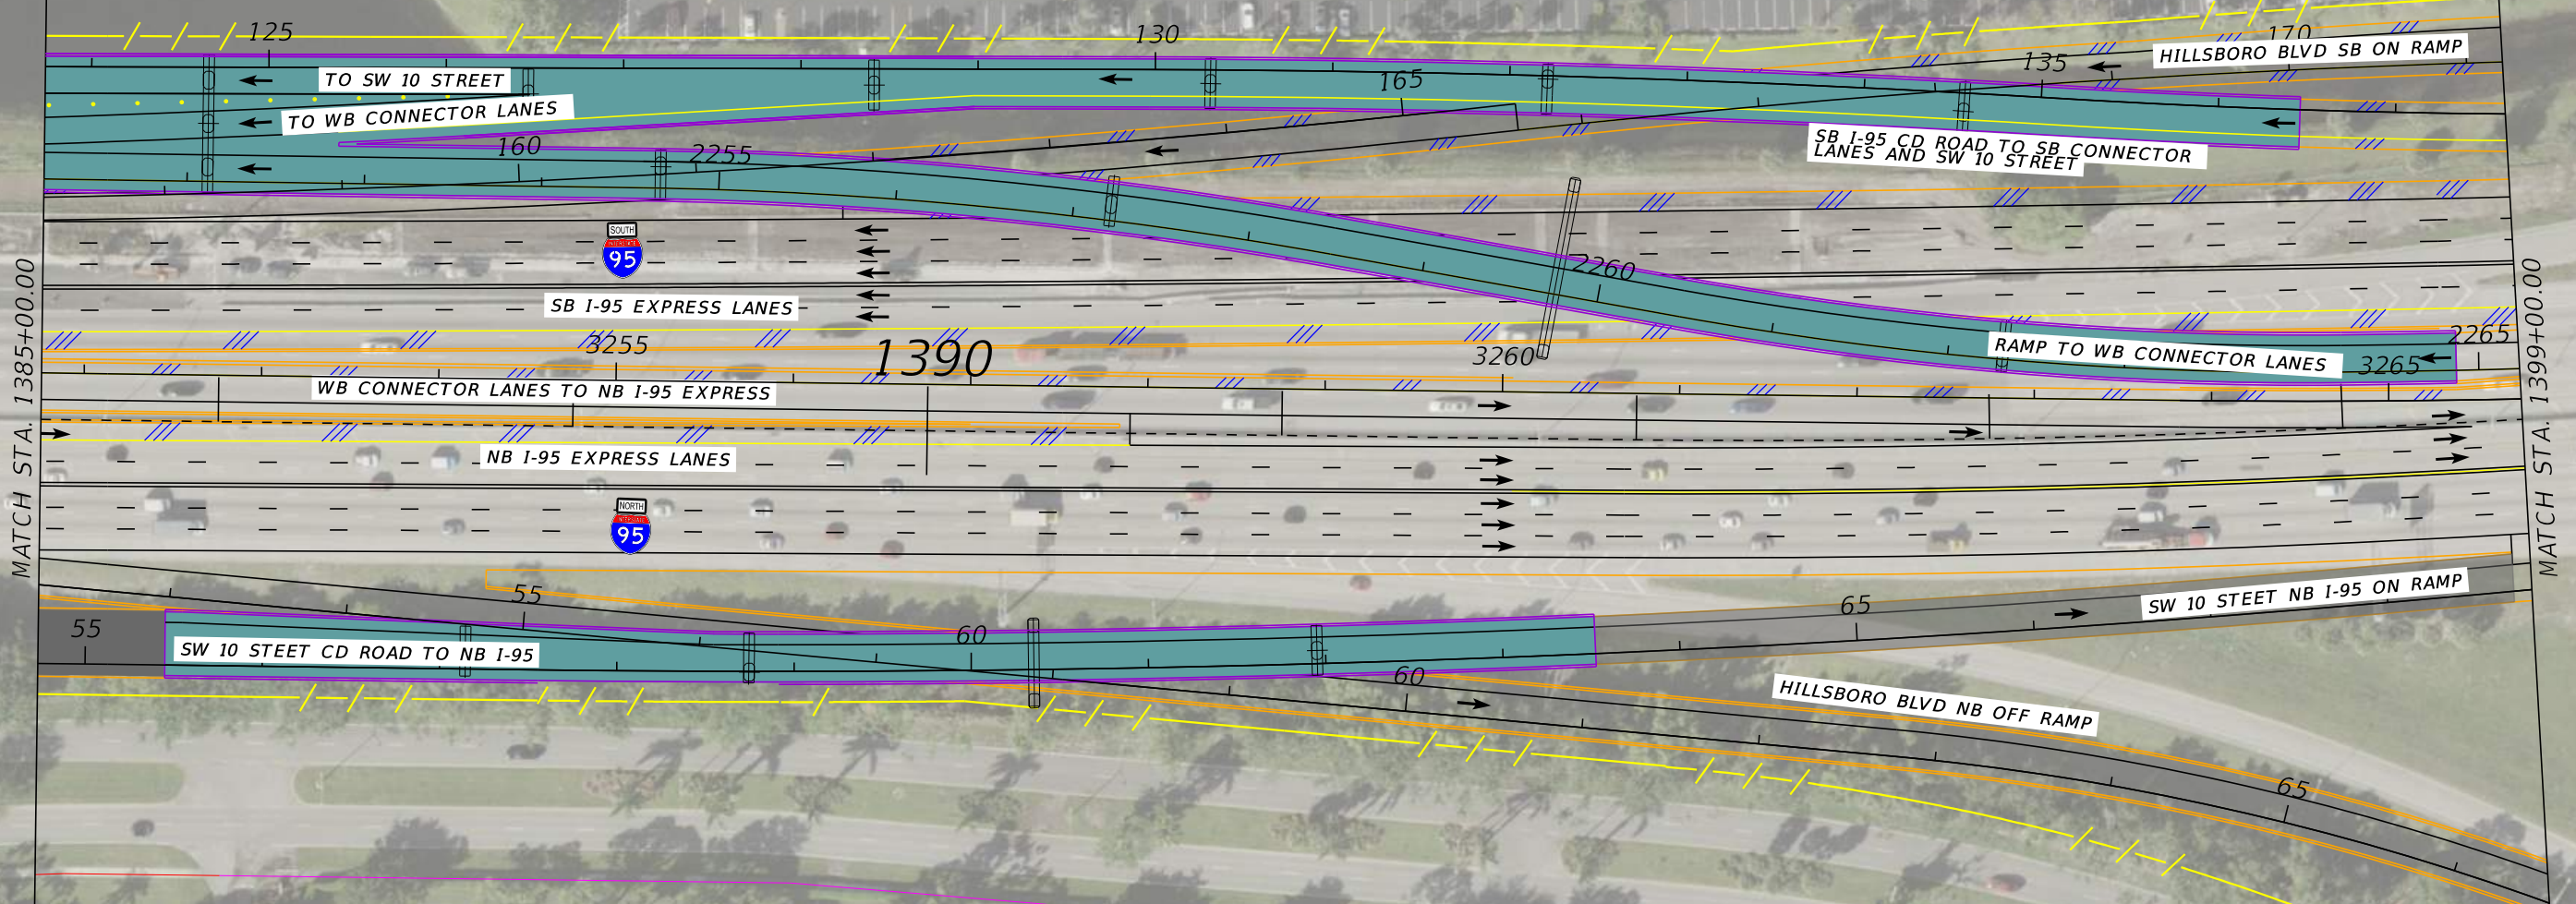 125
130
135
170
HILLSBORO BLVD SB ON RAMP
TO SW 10 STREET
165
TO WB CONNECTOR LANES
160
2255
SB I-95 CD ROAD TO SB CONNECTOR
LANES AND SW 10 STREET
SOUTH
INTERSTATE
95
2260
SB I-95 EXPRESS LANES
3255
1390
3260
RAMP TO WB CONNECTOR LANES
2265
3265
WB CONNECTOR LANES TO NB I-95 EXPRESS
MATCH STA. 1385+00.00
MATCH STA. 1399+00.00
NB I-95 EXPRESS LANES
NORTH
INTERSTATE
95
55
55
SW 10 STEET CD ROAD TO NB I-95
60
65
SW 10 STEET NB I-95 ON RAMP
60
HILLSBORO BLVD NB OFF RAMP
65